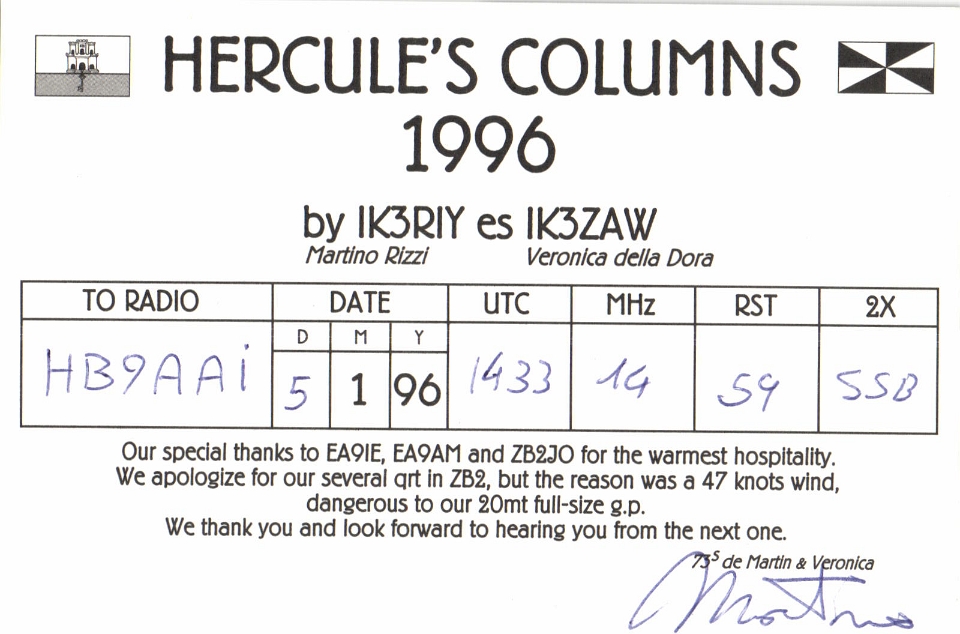 HERCULE'S COLUMNS
1996
by IK3RIY es IK3ZAW
Martino Rizzi Veronica della Dora
TO RADIO DATE UTC MHz RST 2X
D M Y
HB9AAi 5 1 96 1433 14 59 SSB
Our special thanks to EA9IE, EA9AM and ZB2JO for the warmest hospitality.
We apologize for our several qrt in ZB2, but the reason was a 47 knots wind,
dangerous to our 20mt full-size g.p.
We thank you and look forward to hearing you from the next one.
73s de Martin & Veronica
Martino